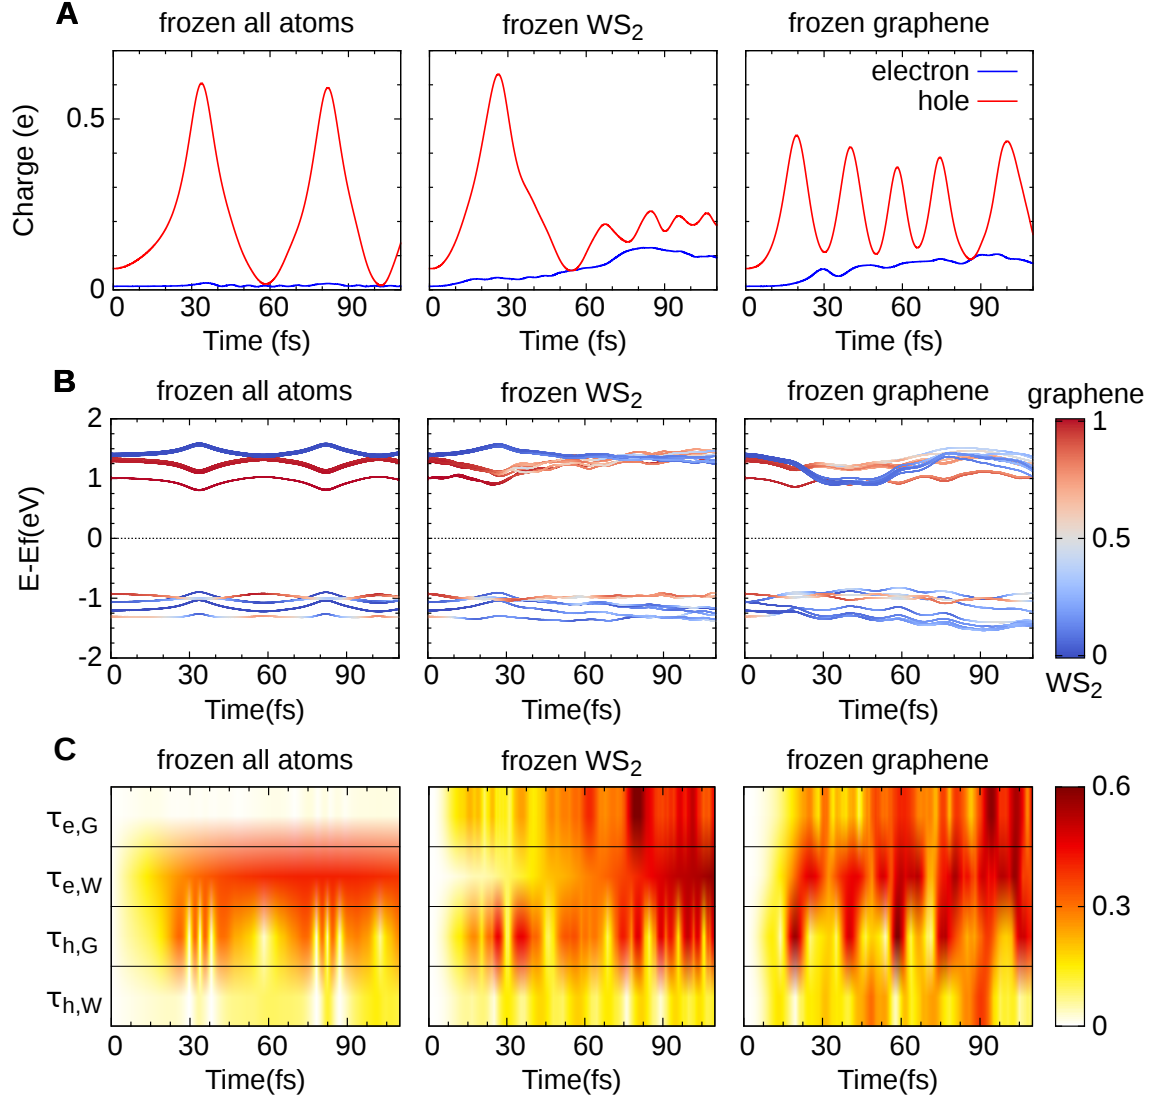 A
frozen all atoms
frozen WS2
frozen graphene
electron
hole
0.5
0
Charge (e)
0 30 60 90
0 30 60 90
0 30 60 90
Time (fs)
Time (fs)
Time (fs)
B
frozen all atoms
frozen WS2
frozen graphene
graphene
2
1
0
-1
-2
E-Ef(eV)
1
0.5
0
WS2
0 30 60 90
0 30 60 90
0 30 60 90
Time(fs)
Time(fs)
Time(fs)
C
frozen all atoms
frozen WS2
frozen graphene
τe,G
τe,W
τh,G
τh,W
0.6
0.3
0
0 30 60 90
0 30 60 90
0 30 60 90
Time(fs)
Time(fs)
Time(fs)